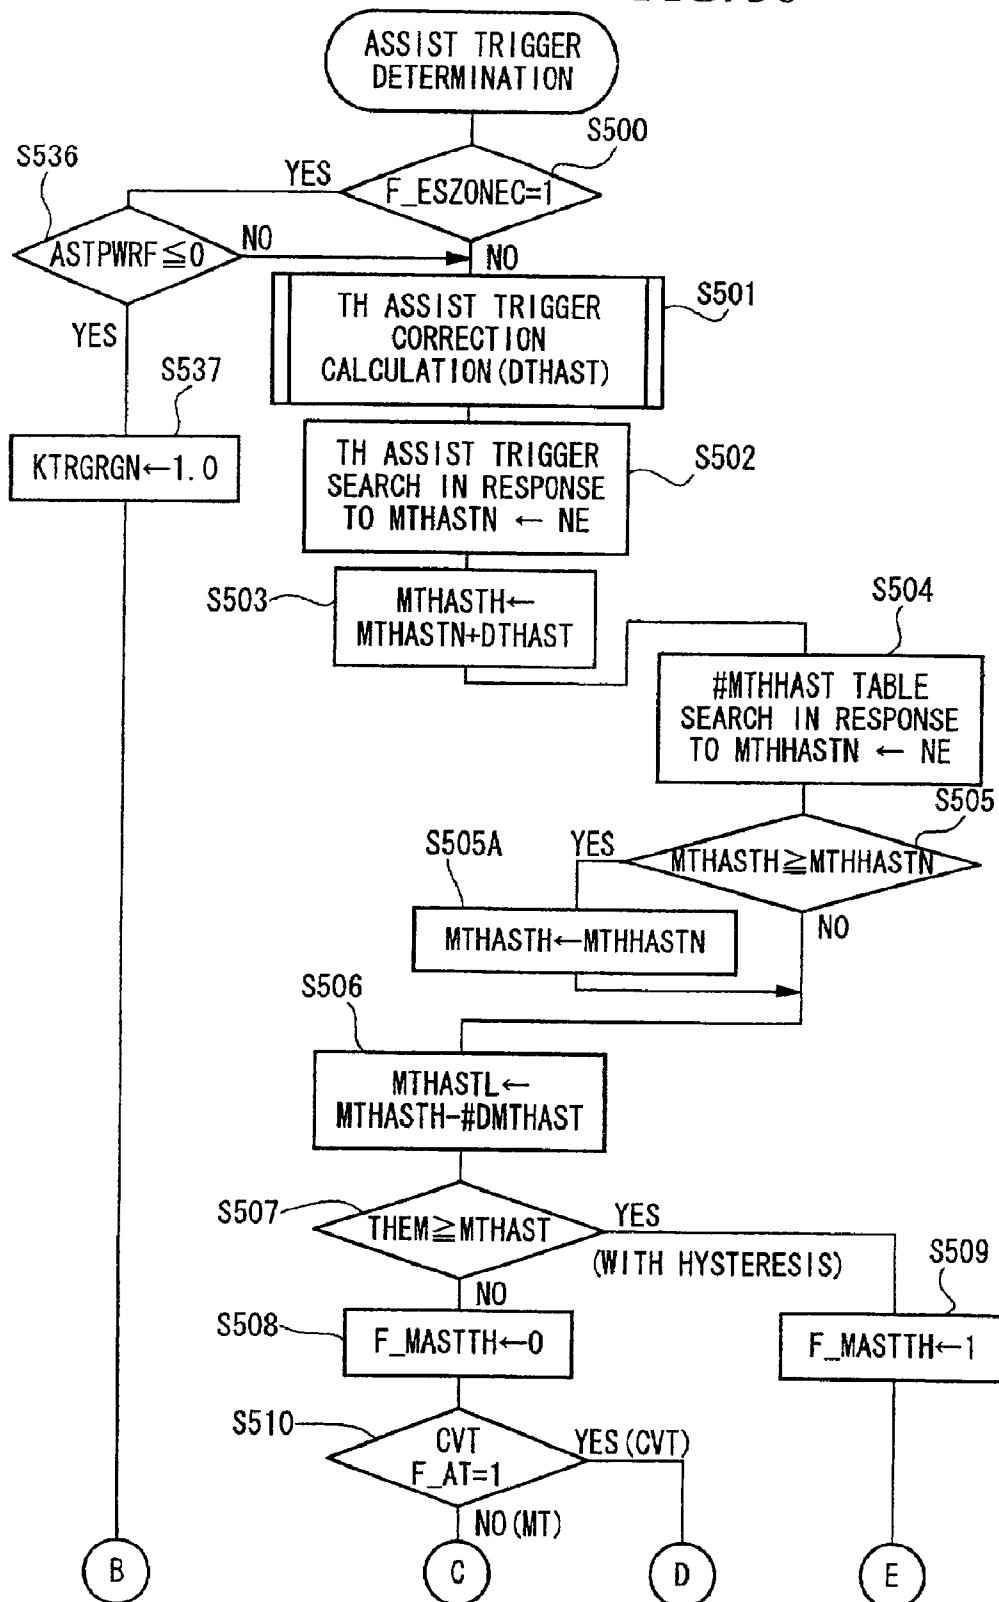 ASSIST TRIGGER
DETERMINATION
S500
S536
YES
F_ESZONEC=1
ASTPWRF≦0
NO
NO
YES
S501
TH ASSIST TRIGGER
CORRECTION
CALCULATION(DTHAST)
S537
KTRGRGN←1.0
S502
TH ASSIST TRIGGER
SEARCH IN RESPONSE
TO MTHASTN ← NE
S503
MTHASTH←
MTHASTN+DTHAST
S504
#MTHHAST TABLE
SEARCH IN RESPONSE
TO MTHHASTN ← NE
S505
S505A
YES
MTHASTH≧MTHHASTN
NO
MTHASTH←MTHHASTN
S506
MTHASTL←
MTHASTH-#DMTHAST
S507
THEM≧MTHAST
YES
(WITH HYSTERESIS)
NO
S509
S508
F_MASTTH←0
F_MASTTH←1
S510
CVT
F_AT=1
YES(CVT)
NO(MT)
B
C
D
E